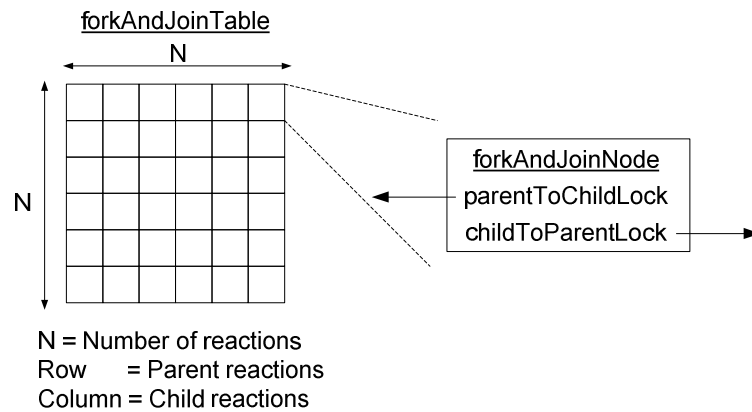 forkAndJoinTable
N
N
forkAndJoinNode
parentToChildLock
childToParentLock
N = Number of reactions
Row = Parent reactions
Column = Child reactions